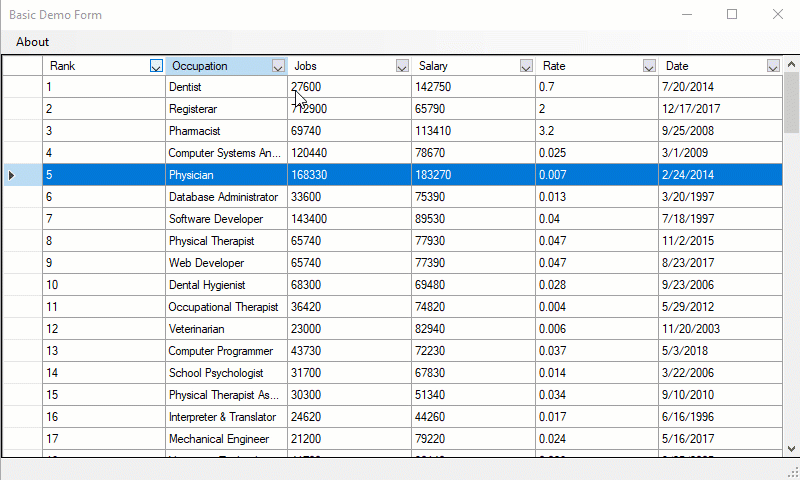 Basic Demo Form
About
Rank Occupation Jobs Salary Rate Date
1 Dentist 27600 142750 0.7 7/20/2014
2 Registerar 712900 65790 2 12/17/2017
3 Pharmacist 69740 113410 3.2 9/25/2008
4 Computer Systems An... 120440 78670 0.025 3/1/2009
5 Physician 168330 183270 0.007 2/24/2014
6 Database Administrator 33600 75390 0.013 3/20/1997
7 Software Developer 143400 89530 0.04 7/18/1997
8 Physical Therapist 65740 77930 0.047 11/2/2015
9 Web Developer 65740 77390 0.047 8/23/2017
10 Dental Hygienist 68300 69480 0.028 9/23/2006
11 Occupational Therapist 36420 74820 0.004 5/29/2012
12 Veterinarian 23000 82940 0.006 11/20/2003
13 Computer Programmer 43730 72230 0.037 5/3/2018
14 School Psychologist 31700 67830 0.014 3/22/2006
15 Physical Therapist As... 30300 51340 0.034 9/10/2010
16 Interpreter & Translator 24620 44260 0.017 6/16/1996
17 Mechanical Engineer 21200 79220 0.024 5/16/2017